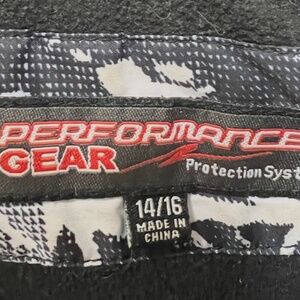 PERFORMANCE
GEAR
Protection Syst
14/16
MADE IN
CHINA